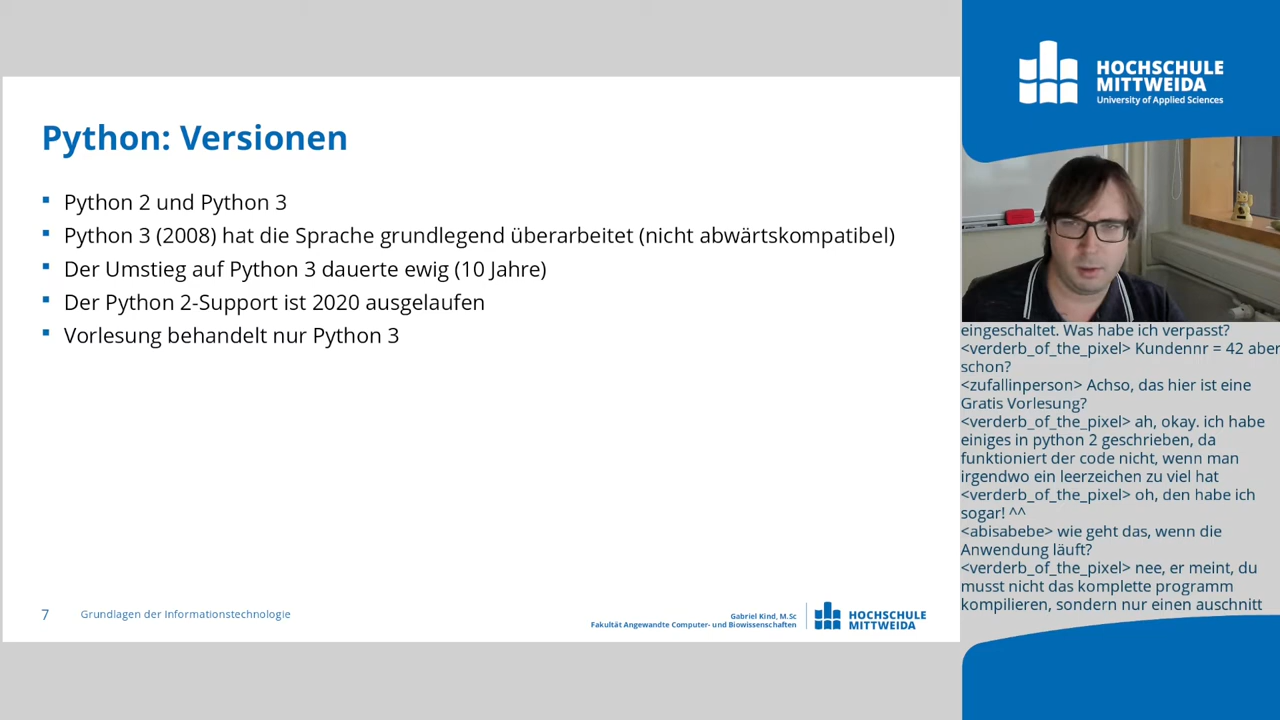 Python: Versionen
Python 2 und Python 3
Python 3 (2008) hat die Sprache grundlegend überarbeitet (nicht abwärtskompatibel)
Der Umstieg auf Python 3 dauerte ewig (10 Jahre)
Der Python 2-Support ist 2020 ausgelaufen
Vorlesung behandelt nur Python 3
7 Grundlagen der Informationstechnologie
Gabriel Kind, M.Sc
Fakultät Angewandte Computer- und Biowissenschaften
HOCHSCHULE
MITTWEIDA
HOCHSCHULE
MITTWEIDA
University of Applied Sciences
eingeschaltet. Was habe ich verpasst?
<verderb_of_the_pixel> Kundennr = 42 aber
schon?
<zufallinperson> Achso, das hier ist eine
Gratis Vorlesung?
<verderb_of_the_pixel> ah, okay. ich habe
einiges in python 2 geschrieben, da
funktioniert der code nicht, wenn man
irgendwo ein leerzeichen zu viel hat
<verderb_of_the_pixel> oh, den habe ich
sogar! ^^
<abisabebe> wie geht das, wenn die
Anwendung läuft?
<verderb_of_the_pixel> nee, er meint, du
musst nicht das komplette programm
kompilieren, sondern nur einen auschnitt